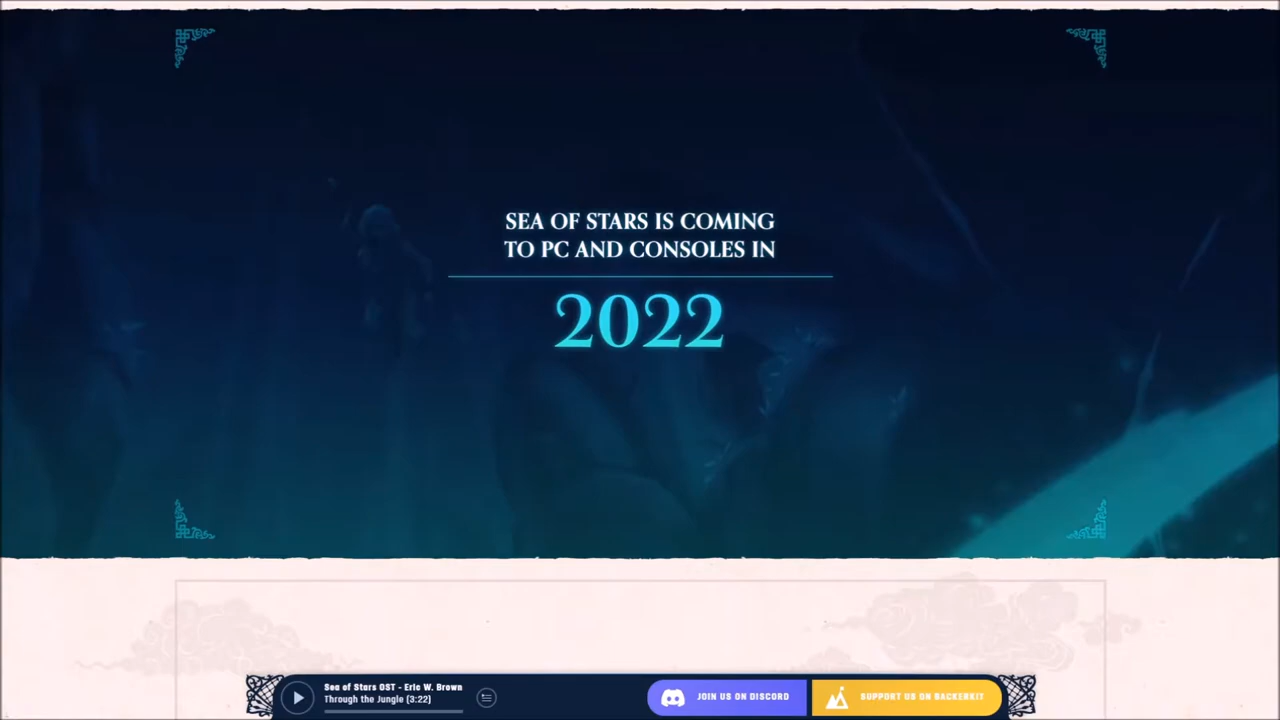 SEA OF STARS IS COMING
TO PC AND CONSOLES IN
2022
Sea of Stars OST - Eric W. Brown
Through the Jungle (3:22)
JOIN US ON DISCORD
SUPPORT US ON BACKERKIT